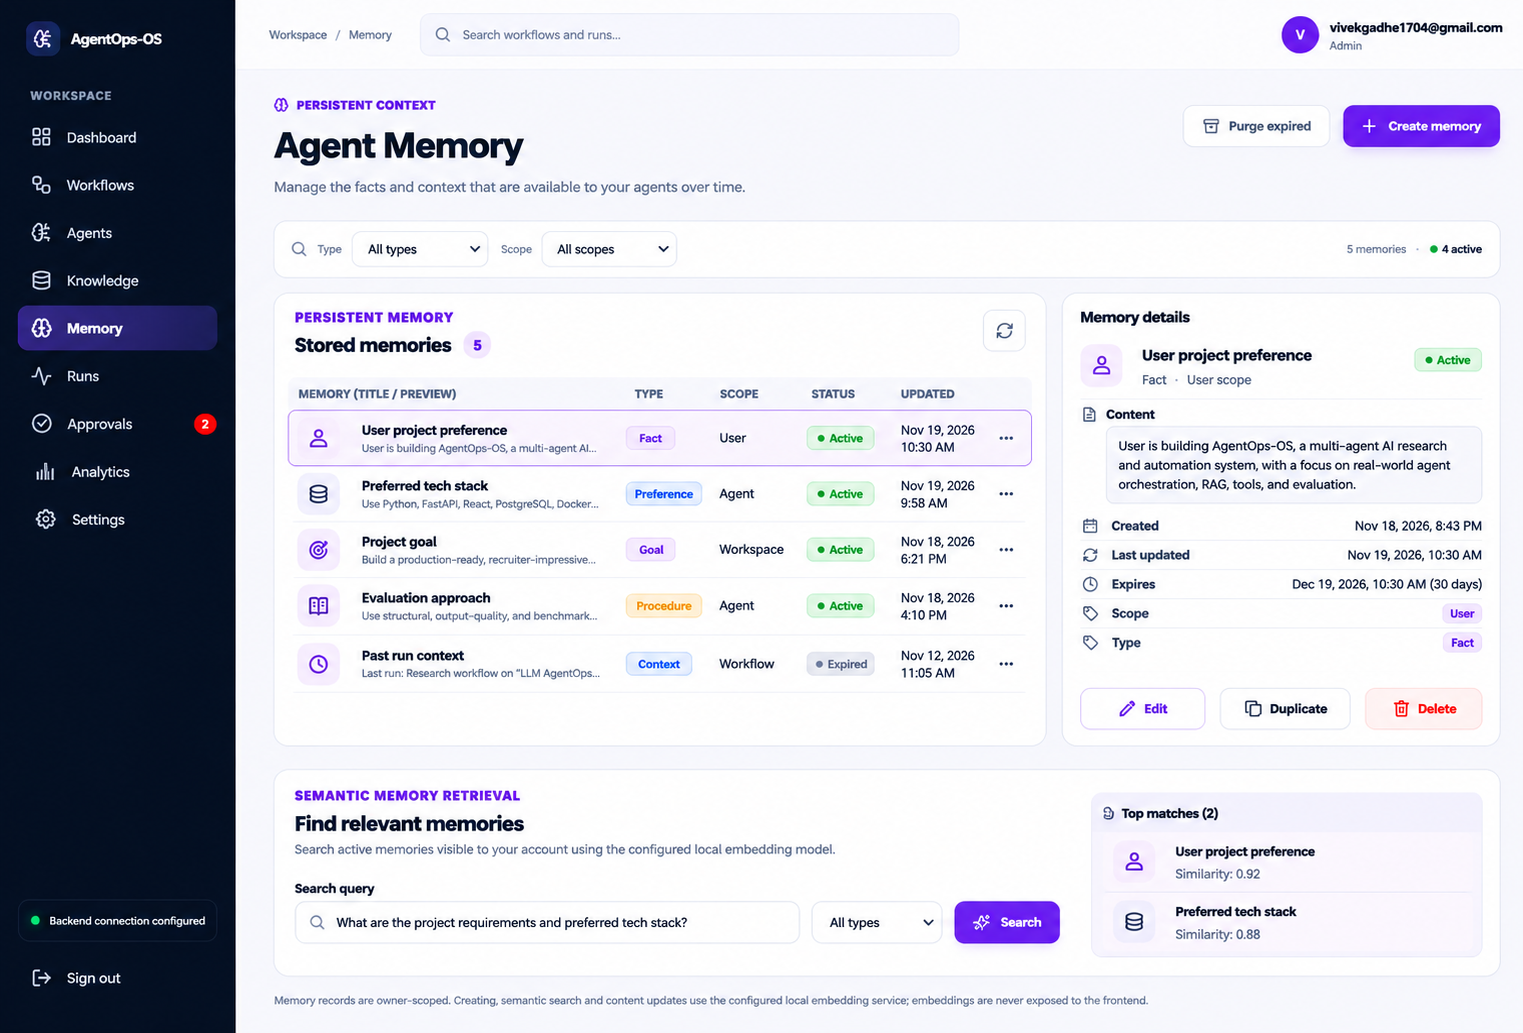 AgentOps-OS
WORKSPACE
Dashboard
Workflows
Agents
Knowledge
Memory
Runs
Approvals 2
Analytics
Settings
Backend connection configured
Sign out
Workspace / Memory
Search workflows and runs...
V
vivekgadhe1704@gmail.com
Admin
PERSISTENT CONTEXT
Agent Memory
Manage the facts and context that are available to your agents over time.
Purge expired
Create memory
Type All types Scope All scopes
5 memories · 4 active
PERSISTENT MEMORY
Stored memories 5
MEMORY (TITLE / PREVIEW) TYPE SCOPE STATUS UPDATED
User project preference
User is building AgentOps-OS, a multi-agent AI...
Fact User Active
Nov 19, 2026
10:30 AM
Preferred tech stack
Use Python, FastAPI, React, PostgreSQL, Docker...
Preference Agent Active
Nov 19, 2026
9:58 AM
Project goal
Build a production-ready, recruiter-impressive...
Goal Workspace Active
Nov 18, 2026
6:21 PM
Evaluation approach
Use structural, output-quality, and benchmark...
Procedure Agent Active
Nov 18, 2026
4:10 PM
Past run context
Last run: Research workflow on "LLM AgentOps...
Context Workflow Expired
Nov 12, 2026
11:05 AM
Memory details
User project preference
Fact · User scope
Active
Content
User is building AgentOps-OS, a multi-agent AI research
and automation system, with a focus on real-world agent
orchestration, RAG, tools, and evaluation.
Created Nov 18, 2026, 8:43 PM
Last updated Nov 19, 2026, 10:30 AM
Expires Dec 19, 2026, 10:30 AM (30 days)
Scope User
Type Fact
Edit Duplicate Delete
SEMANTIC MEMORY RETRIEVAL
Find relevant memories
Search active memories visible to your account using the configured local embedding model.
Search query
What are the project requirements and preferred tech stack?
All types
Search
Top matches (2)
User project preference
Similarity: 0.92
Preferred tech stack
Similarity: 0.88
Memory records are owner-scoped. Creating, semantic search and content updates use the configured local embedding service; embeddings are never exposed to the frontend.